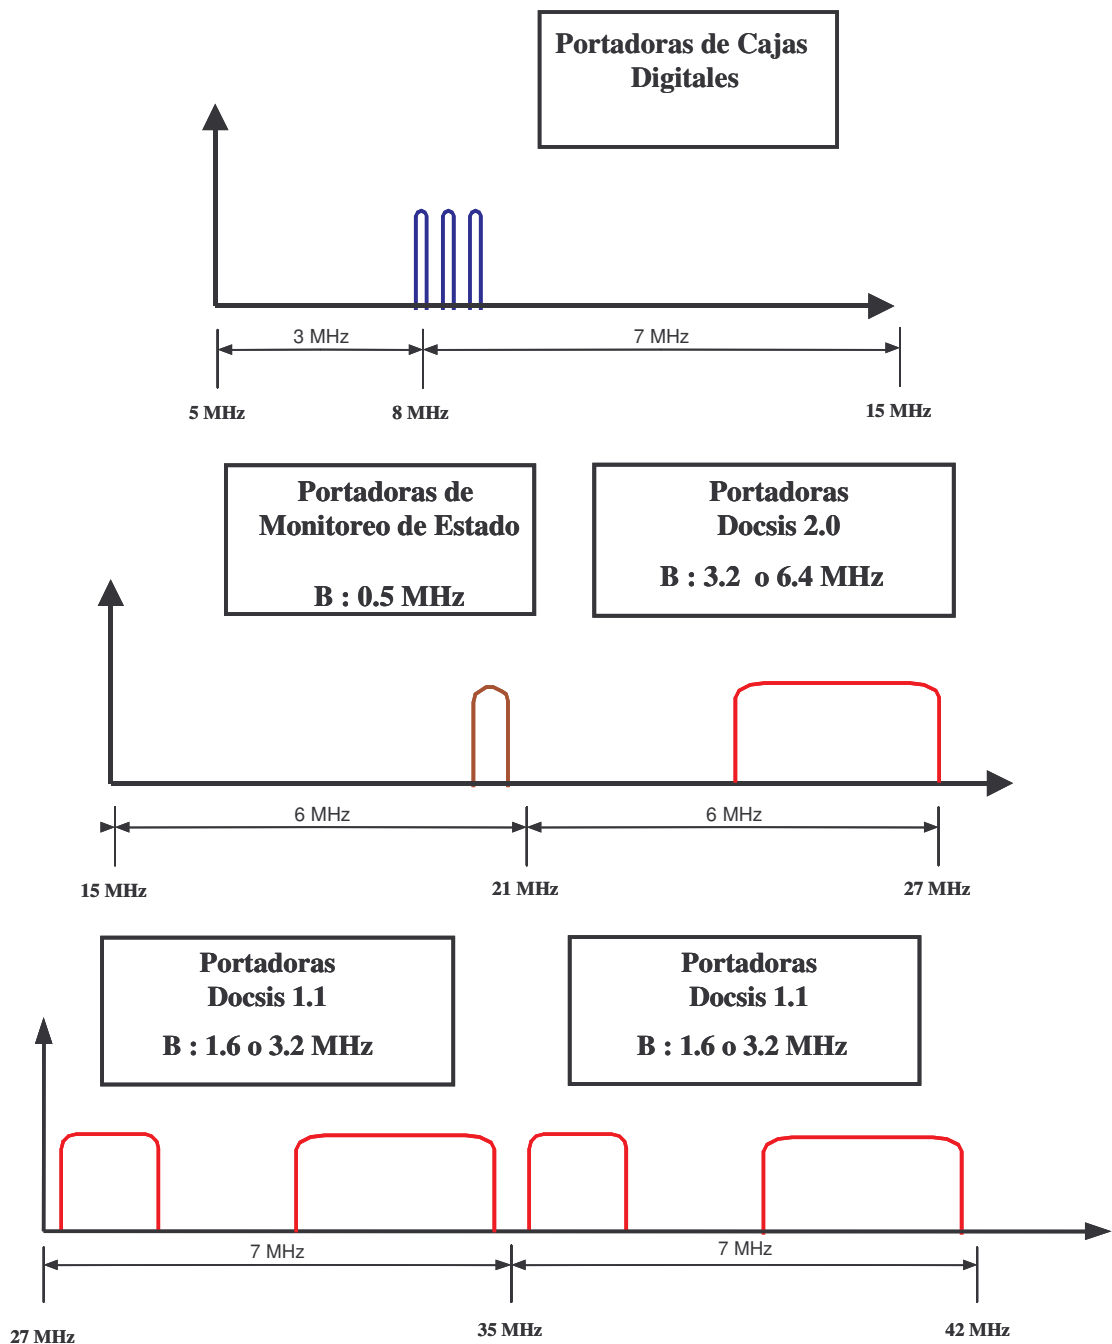 Portadoras de Cajas
Digitales
3 MHz
7 MHz
5 MHz
8 MHz
15 MHz
Portadoras de
Monitoreo de Estado
B : 0.5 MHz
Portadoras
Docsis 2.0
B : 3.2 o 6.4 MHz
6 MHz
6 MHz
15 MHz
21 MHz
27 MHz
Portadoras
Docsis 1.1
B : 1.6 o 3.2 MHz
Portadoras
Docsis 1.1
B : 1.6 o 3.2 MHz
7 MHz
7 MHz
27 MHz
35 MHz
42 MHz